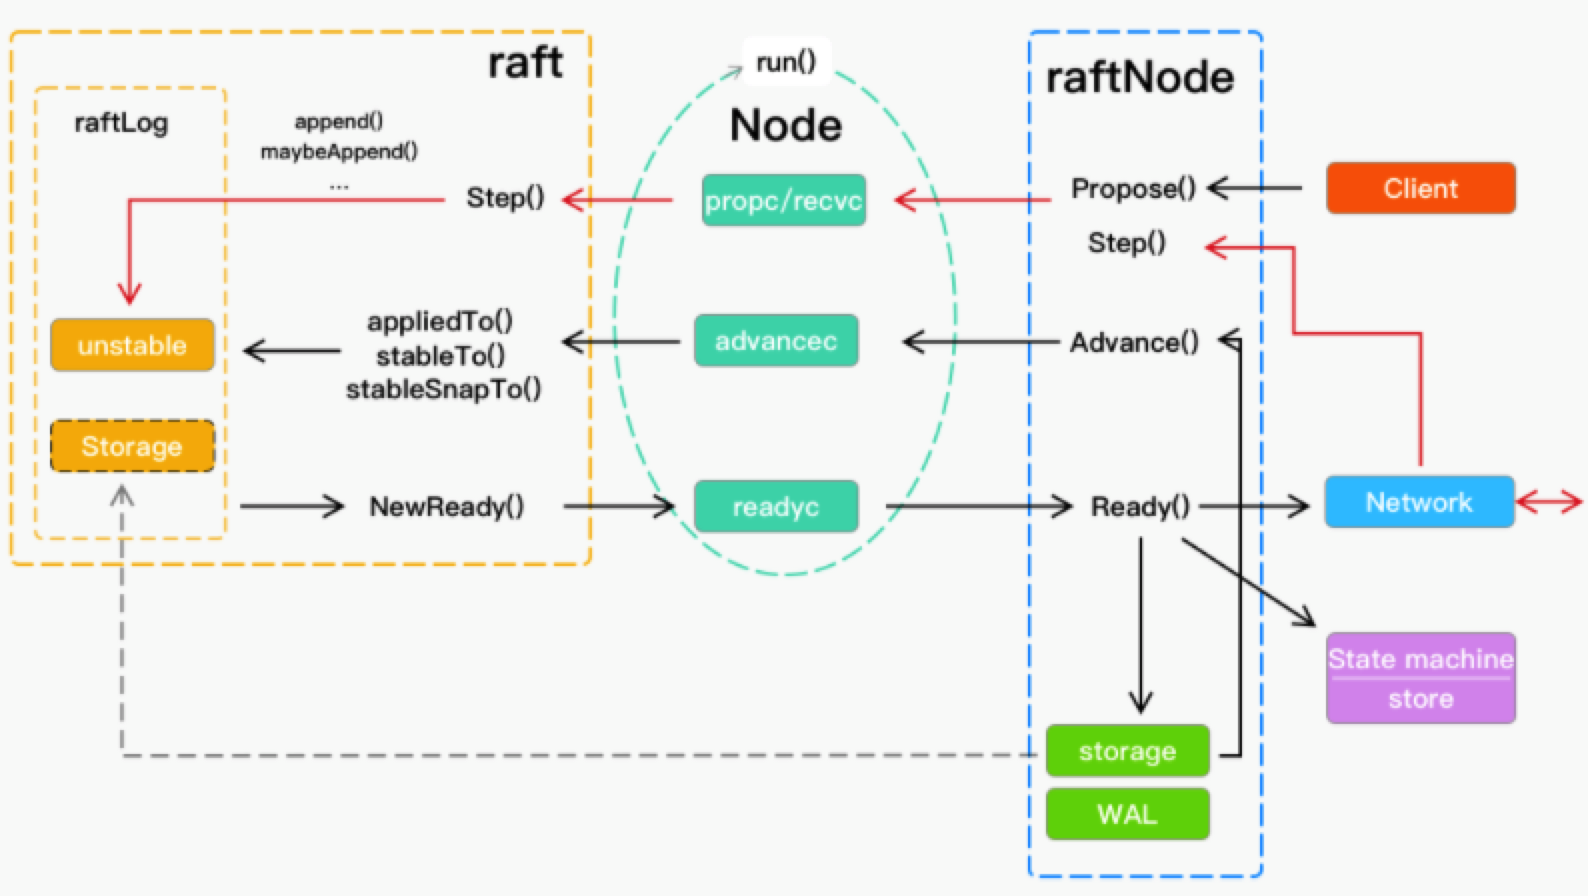 raft
run()
raftNode
raftLog
append()
maybeAppend()
...
Node
Step()
propc/recvc
Propose()
Client
Step()
unstable
appliedTo()
stableTo()
stableSnapTo()
advancec
Advance()
Storage
NewReady()
readyc
Ready()
Network
State machine
store
storage
WAL